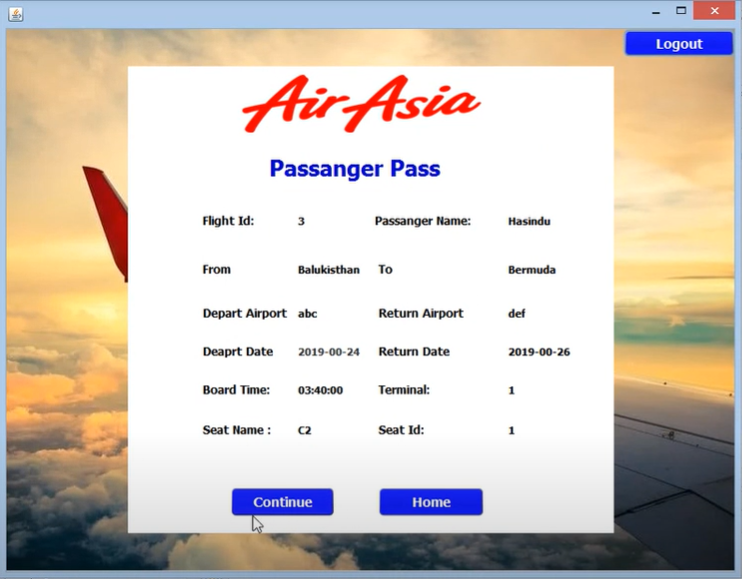 Logout
AirAsia
Passanger Pass
Flight Id: 3 Passanger Name: Hasindu
From Balukisthan To Bermuda
Depart Airport abc Return Airport def
Deaprt Date 2019-00-24 Return Date 2019-00-26
Board Time: 03:40:00 Terminal: 1
Seat Name : C2 Seat Id: 1
Continue Home